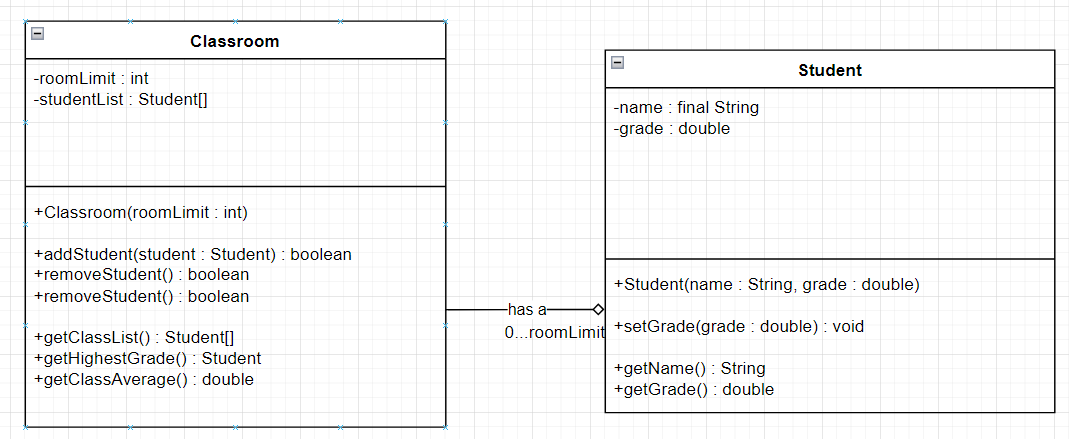 Classroom
-roomLimit : int
-studentList : Student[]
+Classroom(roomLimit : int)
+addStudent(student : Student) : boolean
+removeStudent() : boolean
+removeStudent() : boolean
+getClassList() : Student[]
+getHighestGrade() : Student
+getClassAverage() : double
has a
0...roomLimit
Student
-name : final String
-grade : double
+Student(name : String, grade : double)
+setGrade(grade : double) : void
+getName() : String
+getGrade() : double